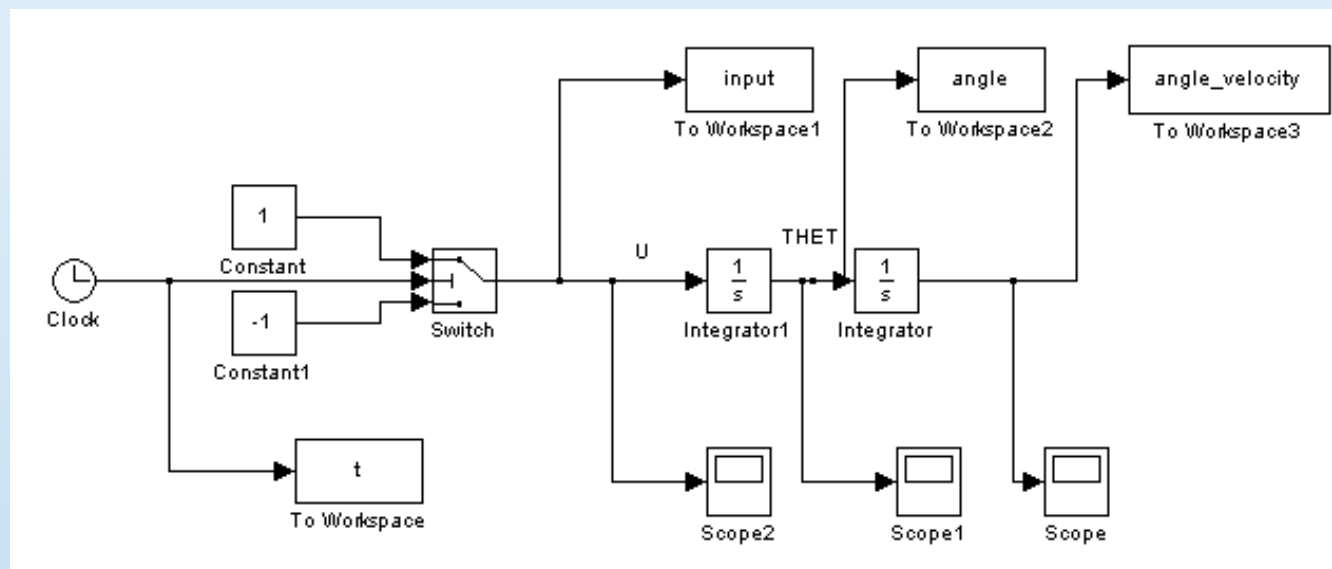 input
To Workspace1
angle
To Workspace2
angle_velocity
To Workspace3
1
Constant
Clock
-1
Constant1
Switch
U
1
s
Integrator1
THET
1
s
Integrator
t
To Workspace
Scope2
Scope1
Scope